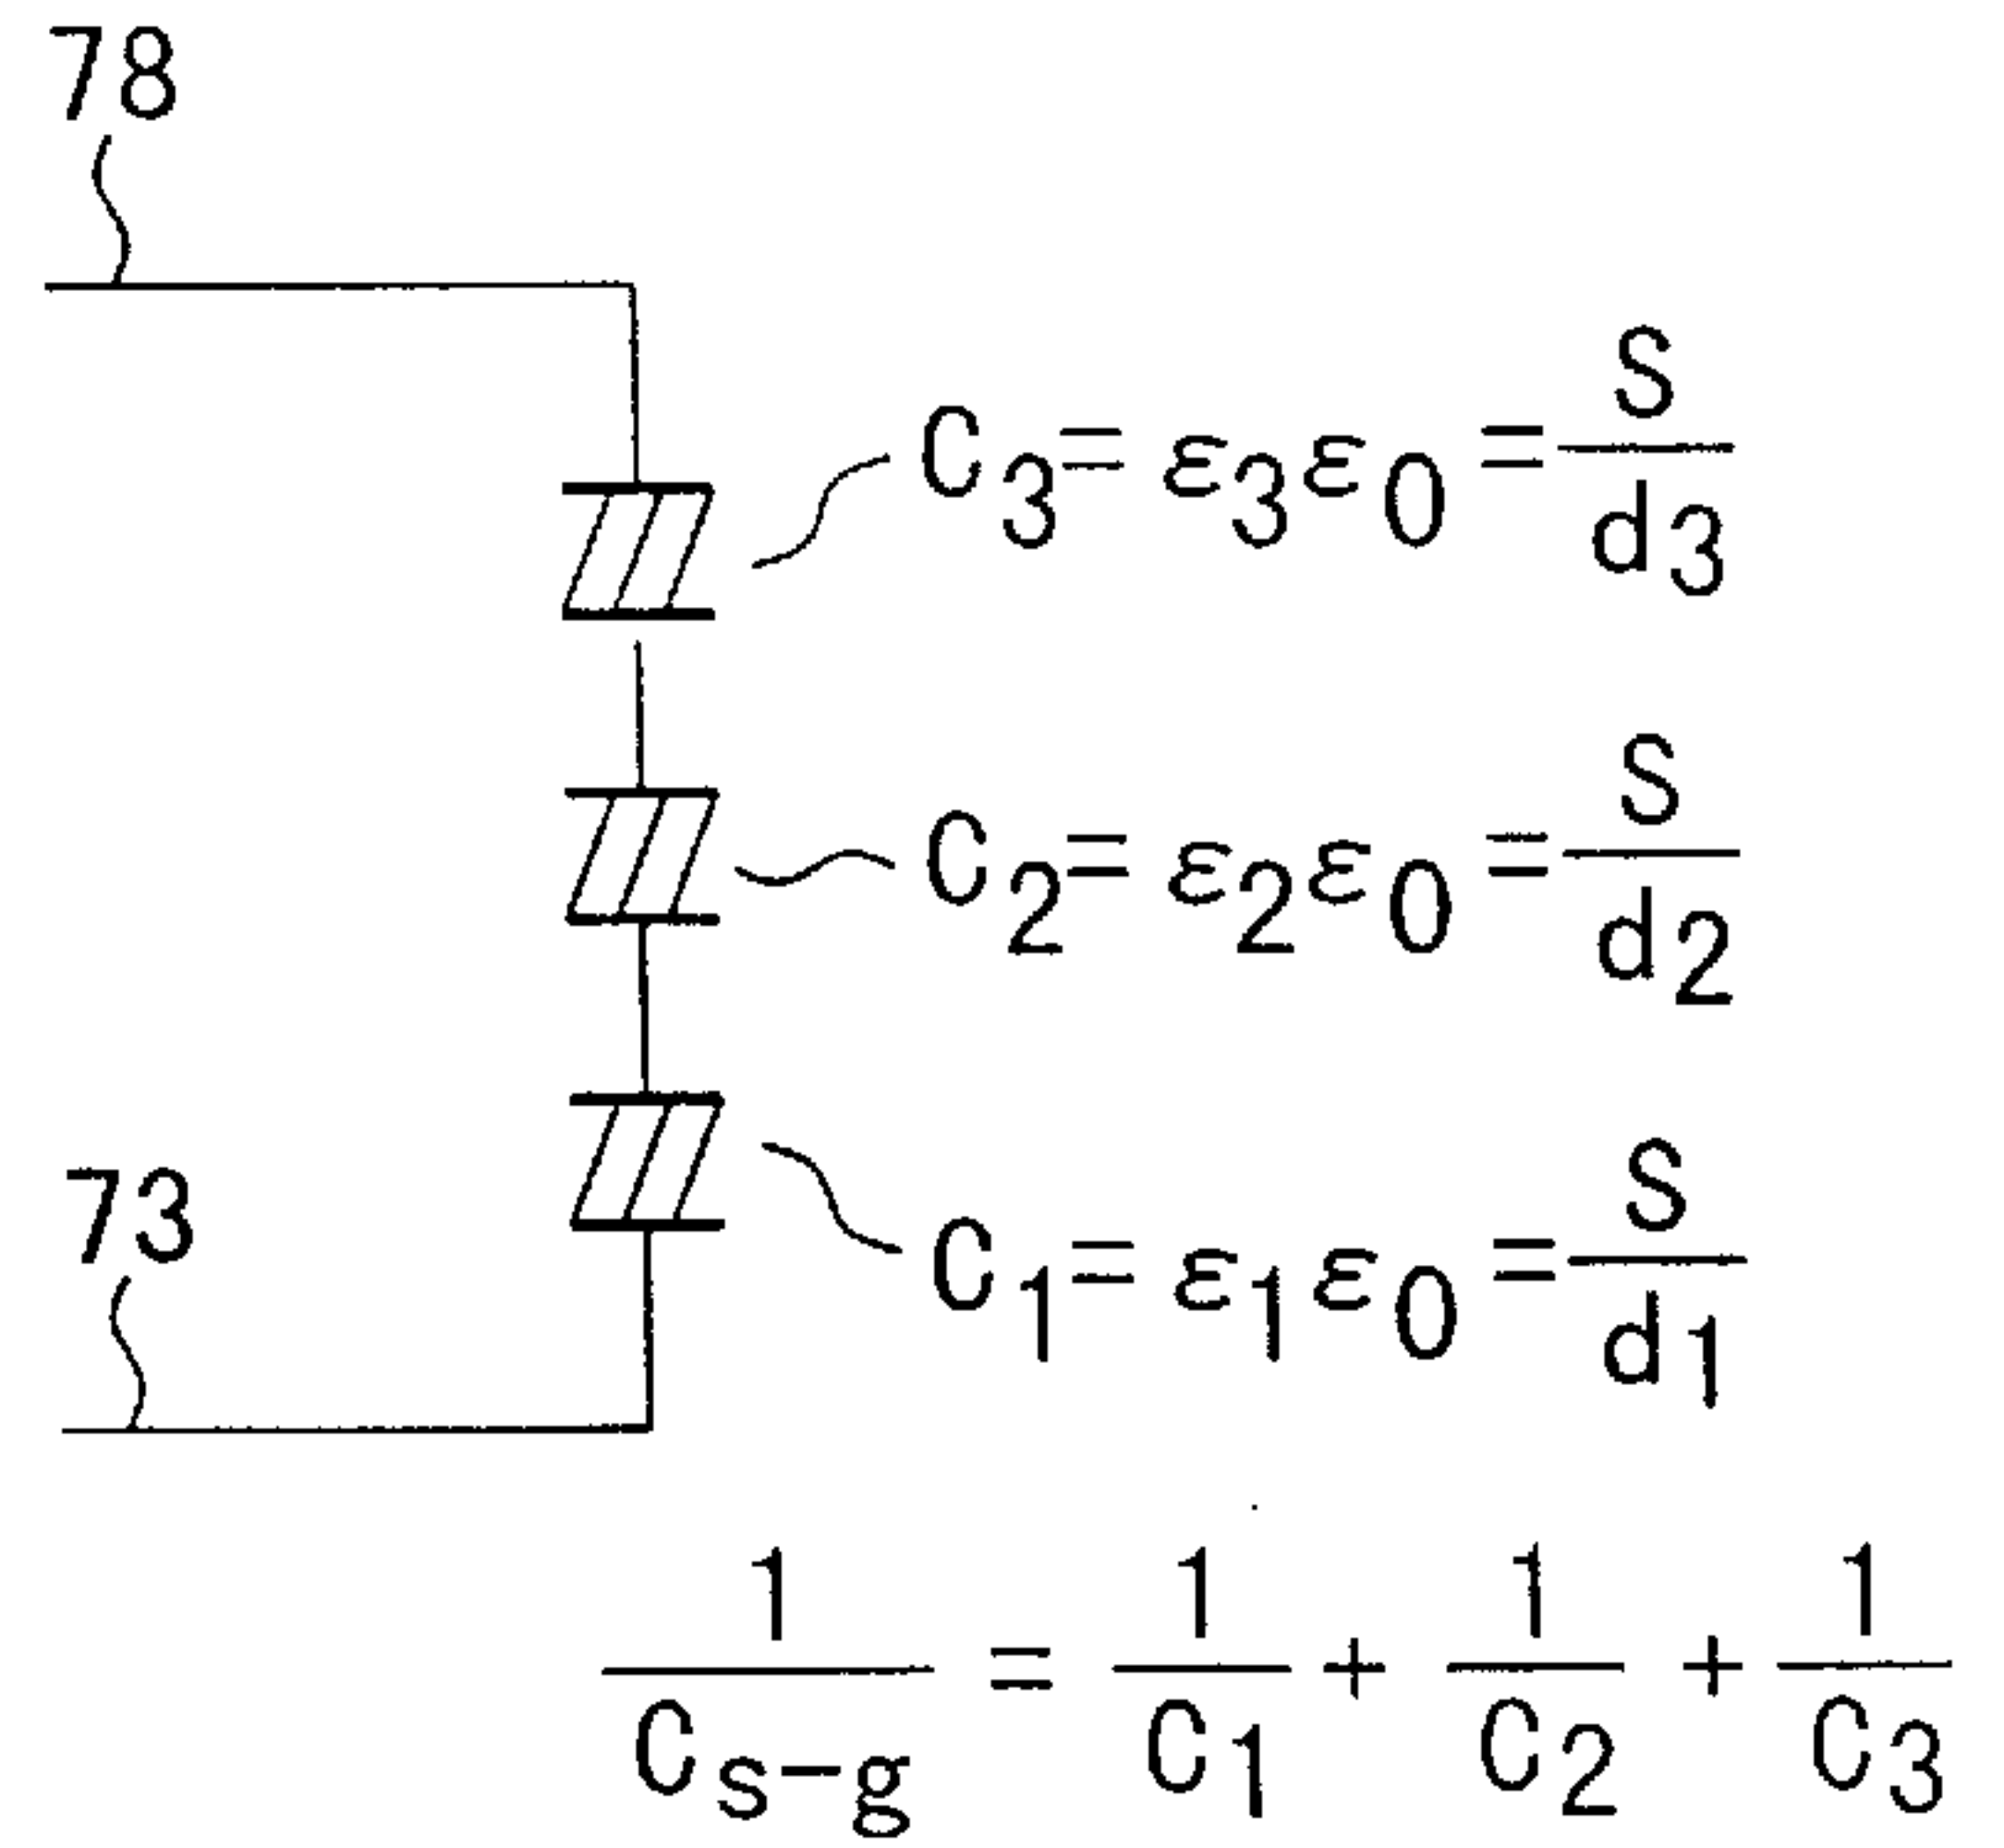 78
C3=ε3ε0=S/d3
C2=ε2ε0=S/d2
C1=ε1ε0=S/d1
73
1/Cs-g = 1/C1 + 1/C2 + 1/C3